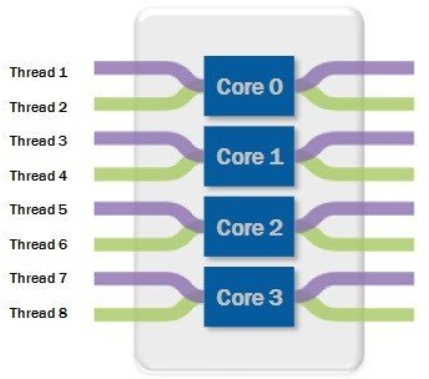 Thread 1
Thread 2
Core 0
Thread 3
Thread 4
Core 1
Thread 5
Thread 6
Core 2
Thread 7
Thread 8
Core 3